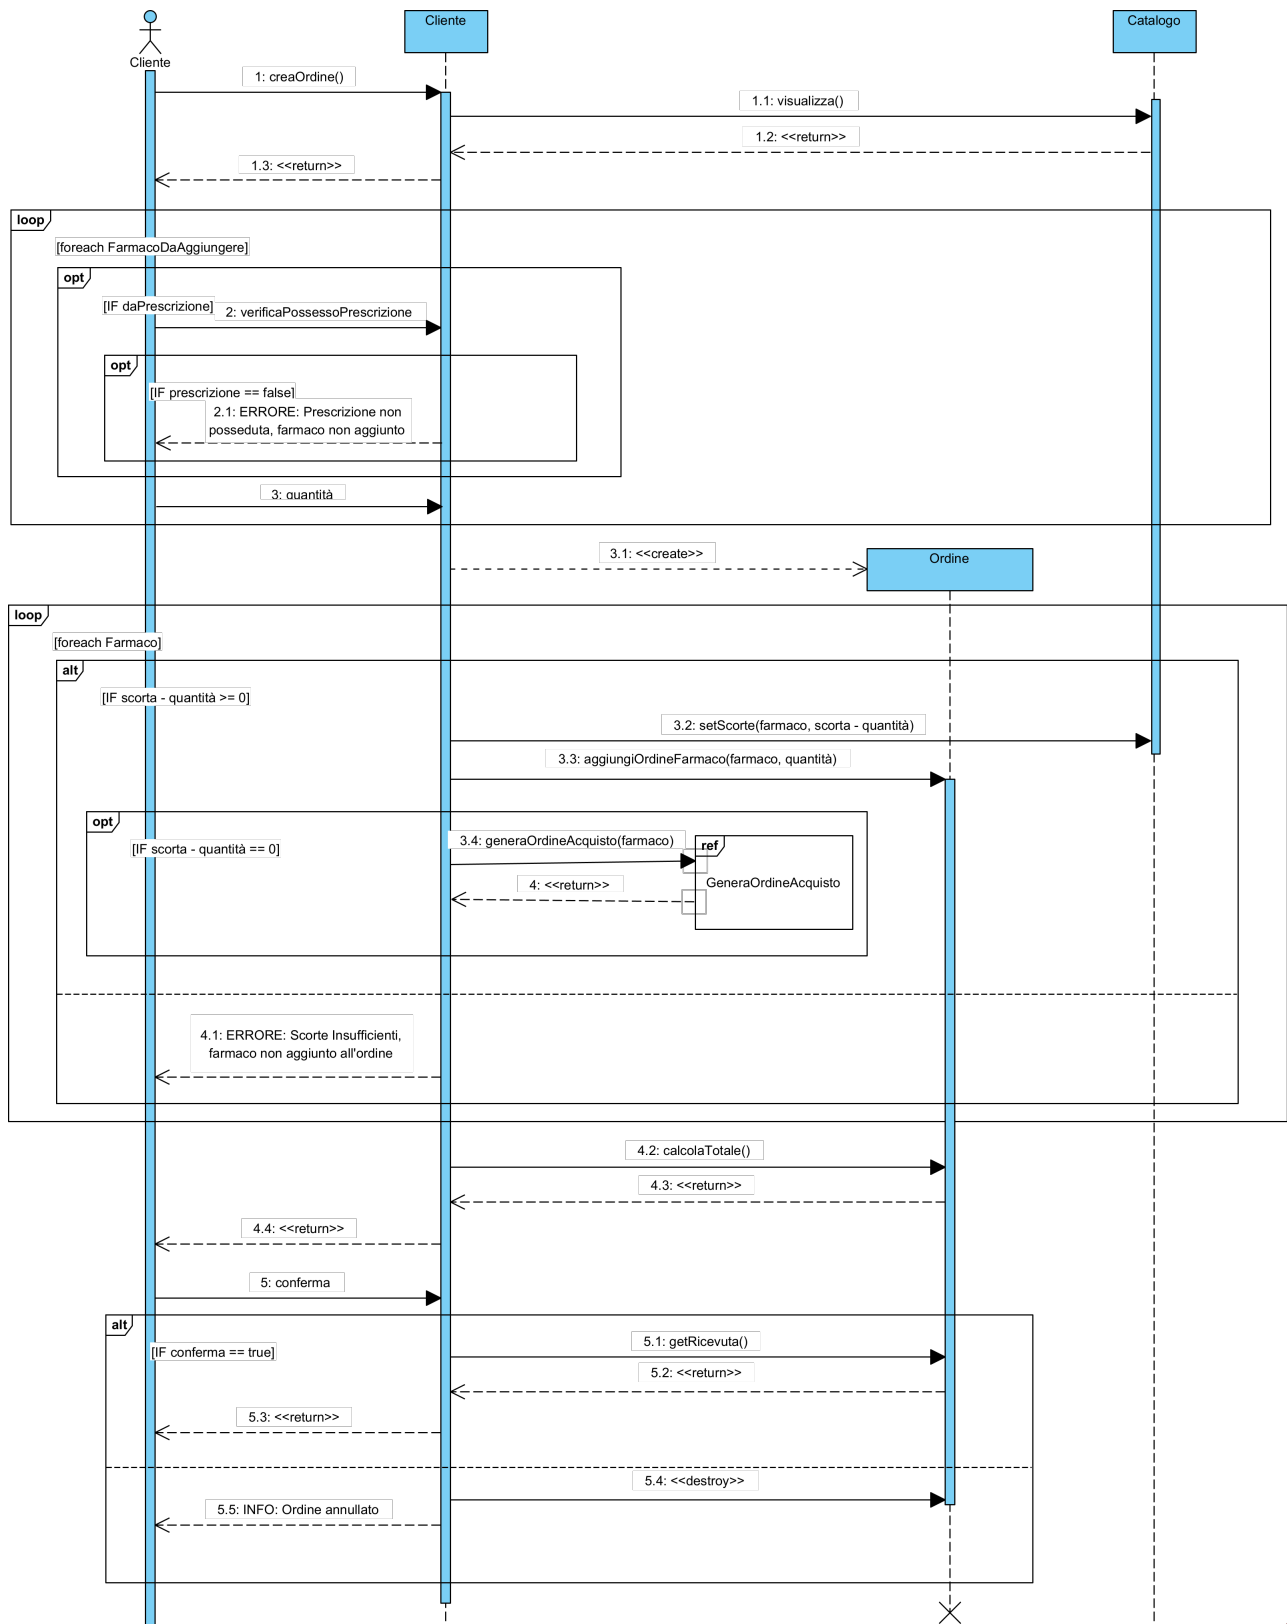 Cliente
Catalogo
Cliente
1: creaOrdine()
1.1: visualizza()
1.2: <<return>>
1.3: <<return>>
loop
[foreach FarmacoDaAggiungere]
opt
[IF daPrescrizione]
2: verificaPossessoPrescrizione
opt
[IF prescrizione == false]
2.1: ERRORE: Prescrizione non
posseduta, farmaco non aggiunto
3: quantità
3.1: <<create>>
Ordine
loop
[foreach Farmaco]
alt
[IF scorta - quantità >= 0]
3.2: setScorte(farmaco, scorta - quantità)
3.3: aggiungiOrdineFarmaco(farmaco, quantità)
opt
[IF scorta - quantità == 0]
3.4: generaOrdineAcquisto(farmaco)
ref
GeneraOrdineAcquisto
4: <<return>>
4.1: ERRORE: Scorte Insufficienti,
farmaco non aggiunto all'ordine
4.2: calcolaTotale()
4.3: <<return>>
4.4: <<return>>
5: conferma
alt
[IF conferma == true]
5.1: getRicevuta()
5.2: <<return>>
5.3: <<return>>
5.4: <<destroy>>
5.5: INFO: Ordine annullato